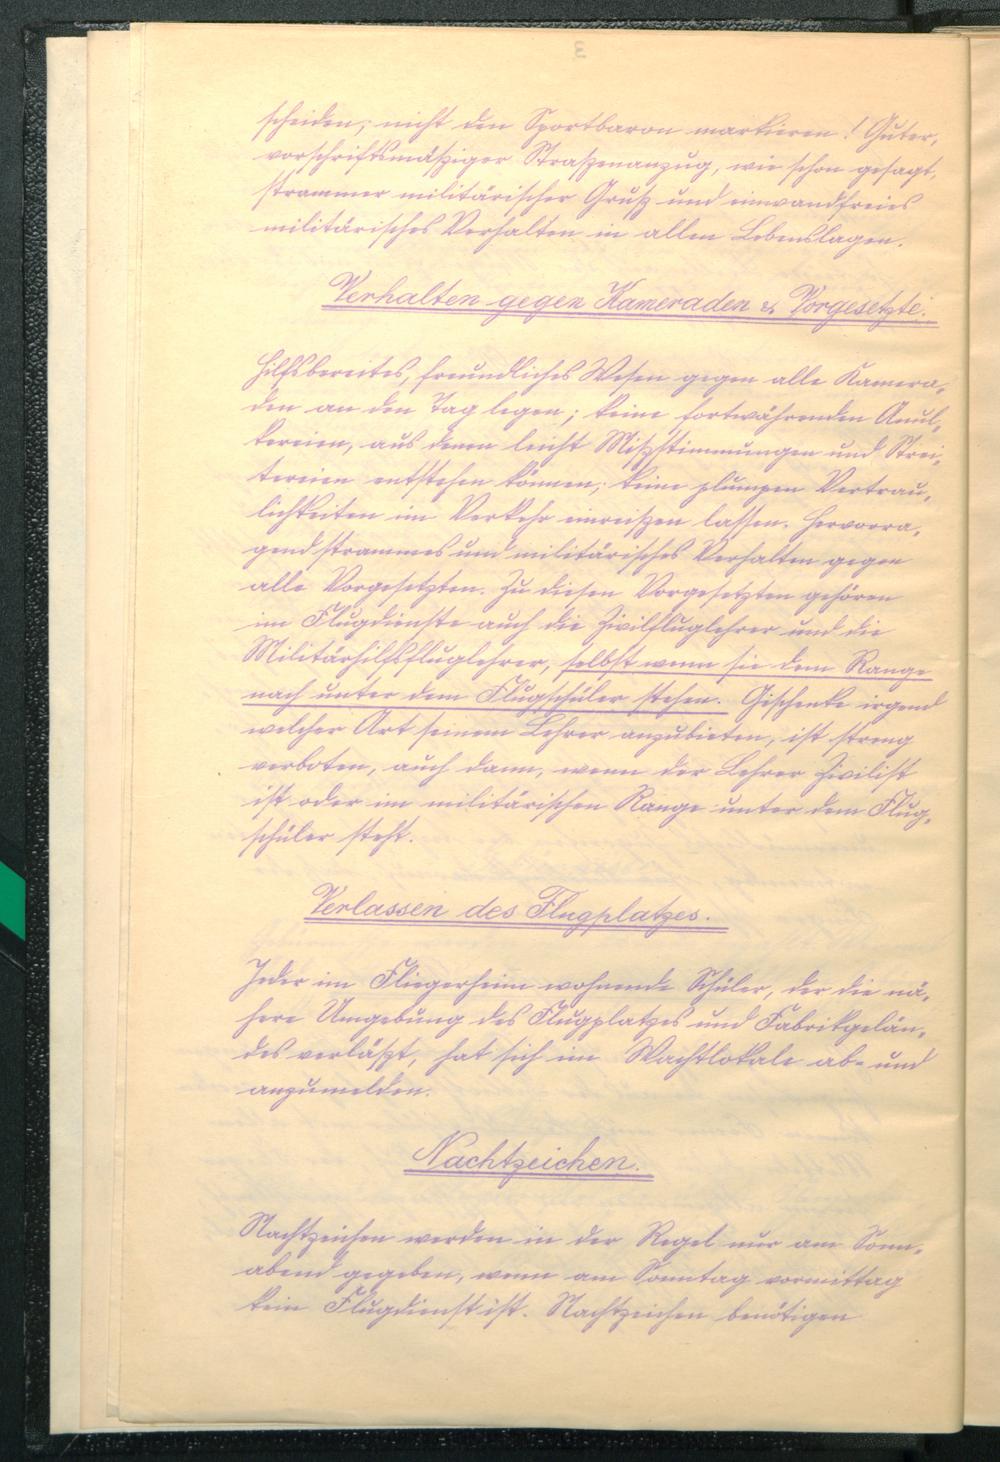 3
scheiden; nicht den Sportbaron markieren! Guter,
vorschriftsmäßiger Straßenanzug, wie schon gesagt,
strammer militärischer Gruß und einwandfreies
militärisches Verhalten in allen Lebenslagen.
Verhalten gegen Kameraden & Vorgesetzte.
Hilfsbereites, freundliches Wesen gegen alle Kamera-
den an den Tag legen; keine fortwährenden Anul-
kereien, aus denen leicht Mißstimmungen und Strei-
tereien entstehen können; keine plumpen Vertrau-
lichkeiten im Verkehr einreißen lassen. Hervorra-
gend strammes und militärisches Verhalten gegen
alle Vorgesetzten. Zu diesen Vorgesetzten gehören
im Flugdienste auch die Zivilfluglehrer und die
Militärhilfsfluglehrer, selbst wenn sie dem Range
nach unter dem Flugschüler stehen. Geschenke irgend
welcher Art seinem Lehrer anzubieten, ist streng
verboten, auch dann, wenn der Lehrer Zivilist
ist oder im militärischen Range unter dem Flug-
schüler steht.
Verlassen des Flugplatzes.
Jeder im Fliegerheim wohnende Schüler, der die nä-
here Umgebung des Flugplatzes und Fabrikgelän-
des verläßt, hat sich im Wachtlokale ab- und
anzumelden.
Nachtzeichen.
Nachtzeichen werden in der Regel nur am Sonn-
abend gegeben, wenn am Sonntag vormittag
kein Flugdienst ist. Nachtzeichen benötigen